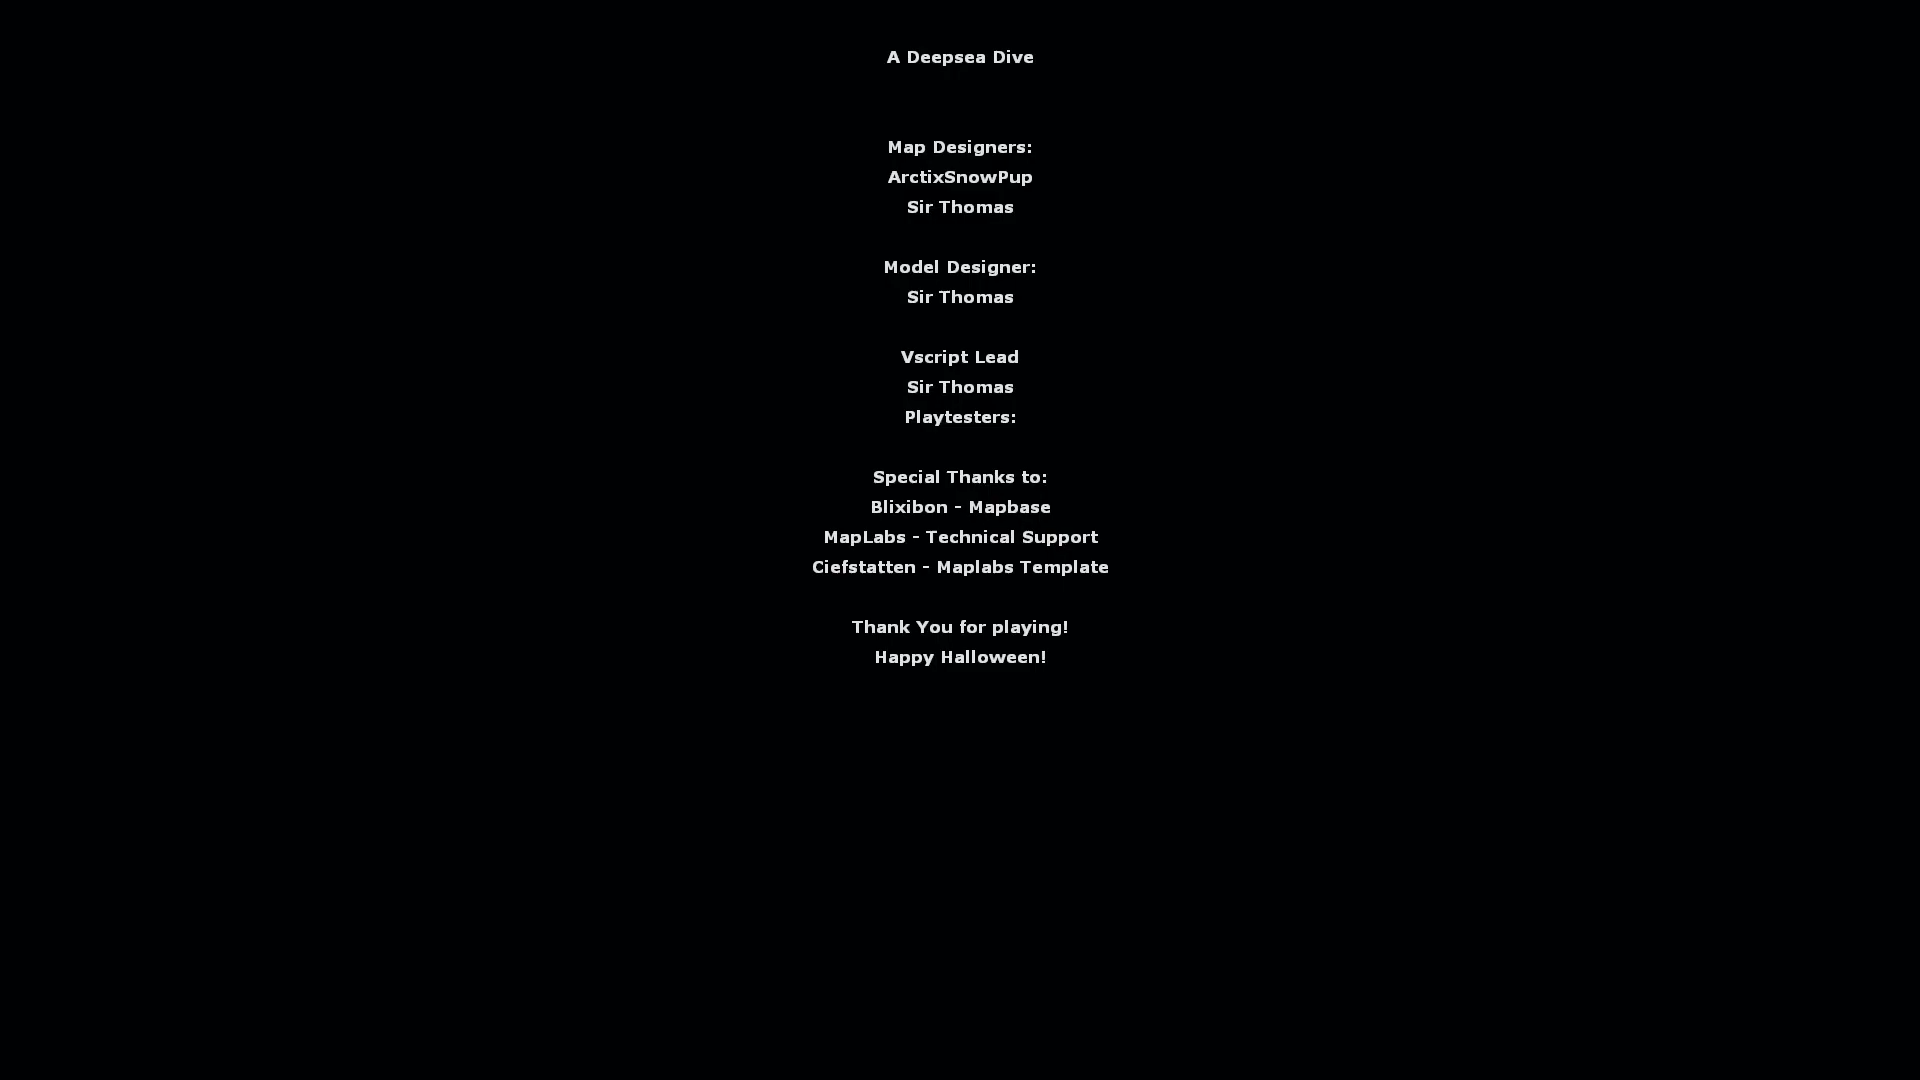 A Deepsea Dive
Map Designers:
ArctixSnowPup
Sir Thomas
Model Designer:
Sir Thomas
Vscript Lead
Sir Thomas
Playtesters:
Special Thanks to:
Blixibon - Mapbase
MapLabs - Technical Support
Ciefstatten - Maplabs Template
Thank You for playing!
Happy Halloween!